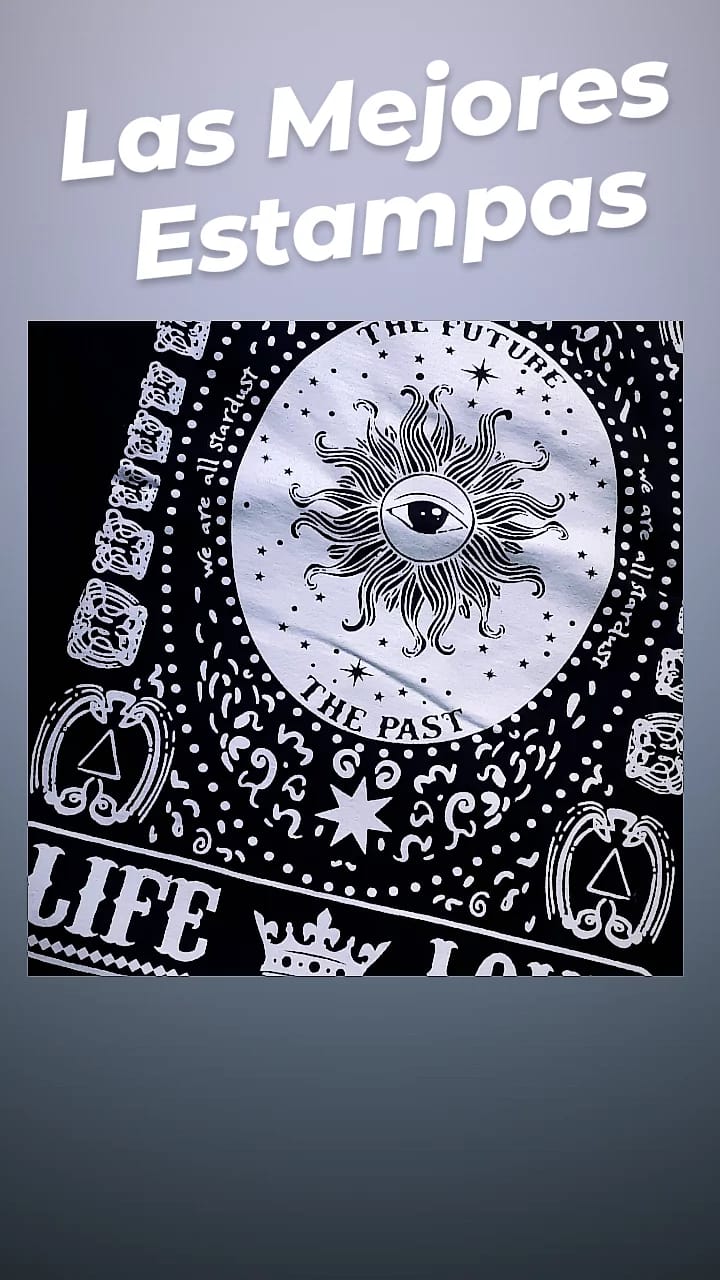 Las Mejores
Estampas
THE FUTURE
we are all stardust
we are all stardust
THE PAST
LIFE